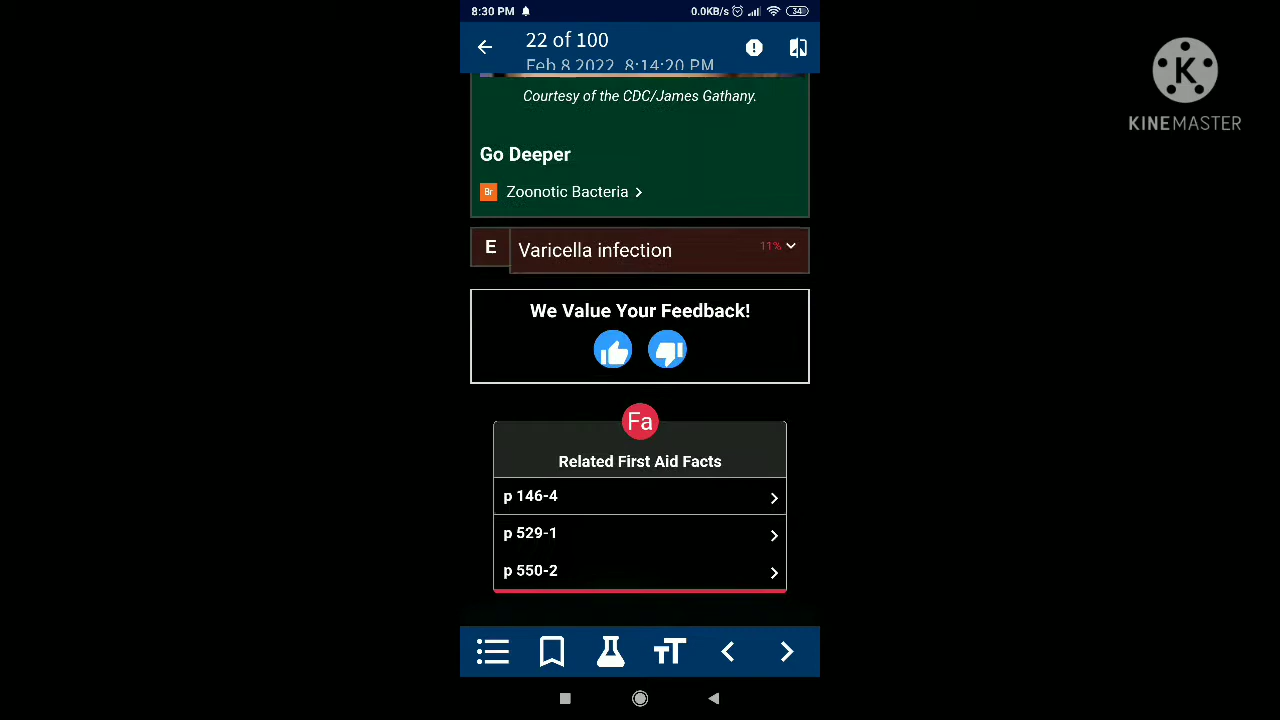 8:30 PM 0.0KB/s 34
22 of 100
Feb 8 2022, 8:14:20 PM
Courtesy of the CDC/James Gathany.
Go Deeper
Br Zoonotic Bacteria
E Varicella infection 11%
We Value Your Feedback!
Fa
Related First Aid Facts
p 146-4
p 529-1
p 550-2
TT
K
KINEMASTER